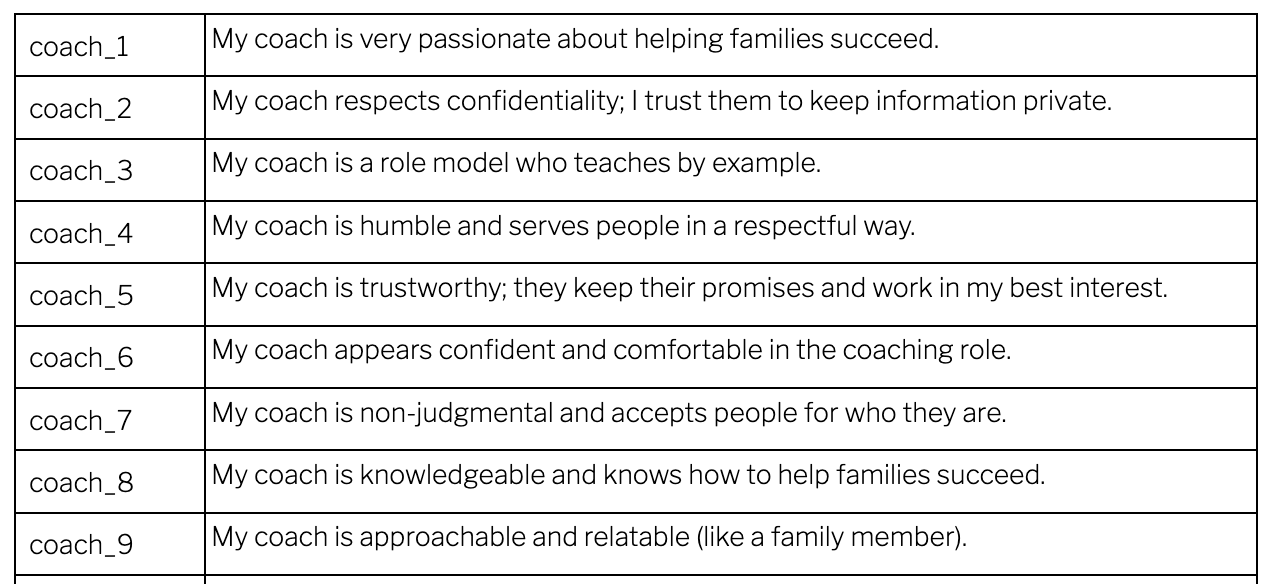 coach_1 My coach is very passionate about helping families succeed.
coach_2 My coach respects confidentiality; I trust them to keep information private.
coach_3 My coach is a role model who teaches by example.
coach_4 My coach is humble and serves people in a respectful way.
coach_5 My coach is trustworthy; they keep their promises and work in my best interest.
coach_6 My coach appears confident and comfortable in the coaching role.
coach_7 My coach is non-judgmental and accepts people for who they are.
coach_8 My coach is knowledgeable and knows how to help families succeed.
coach_9 My coach is approachable and relatable (like a family member).